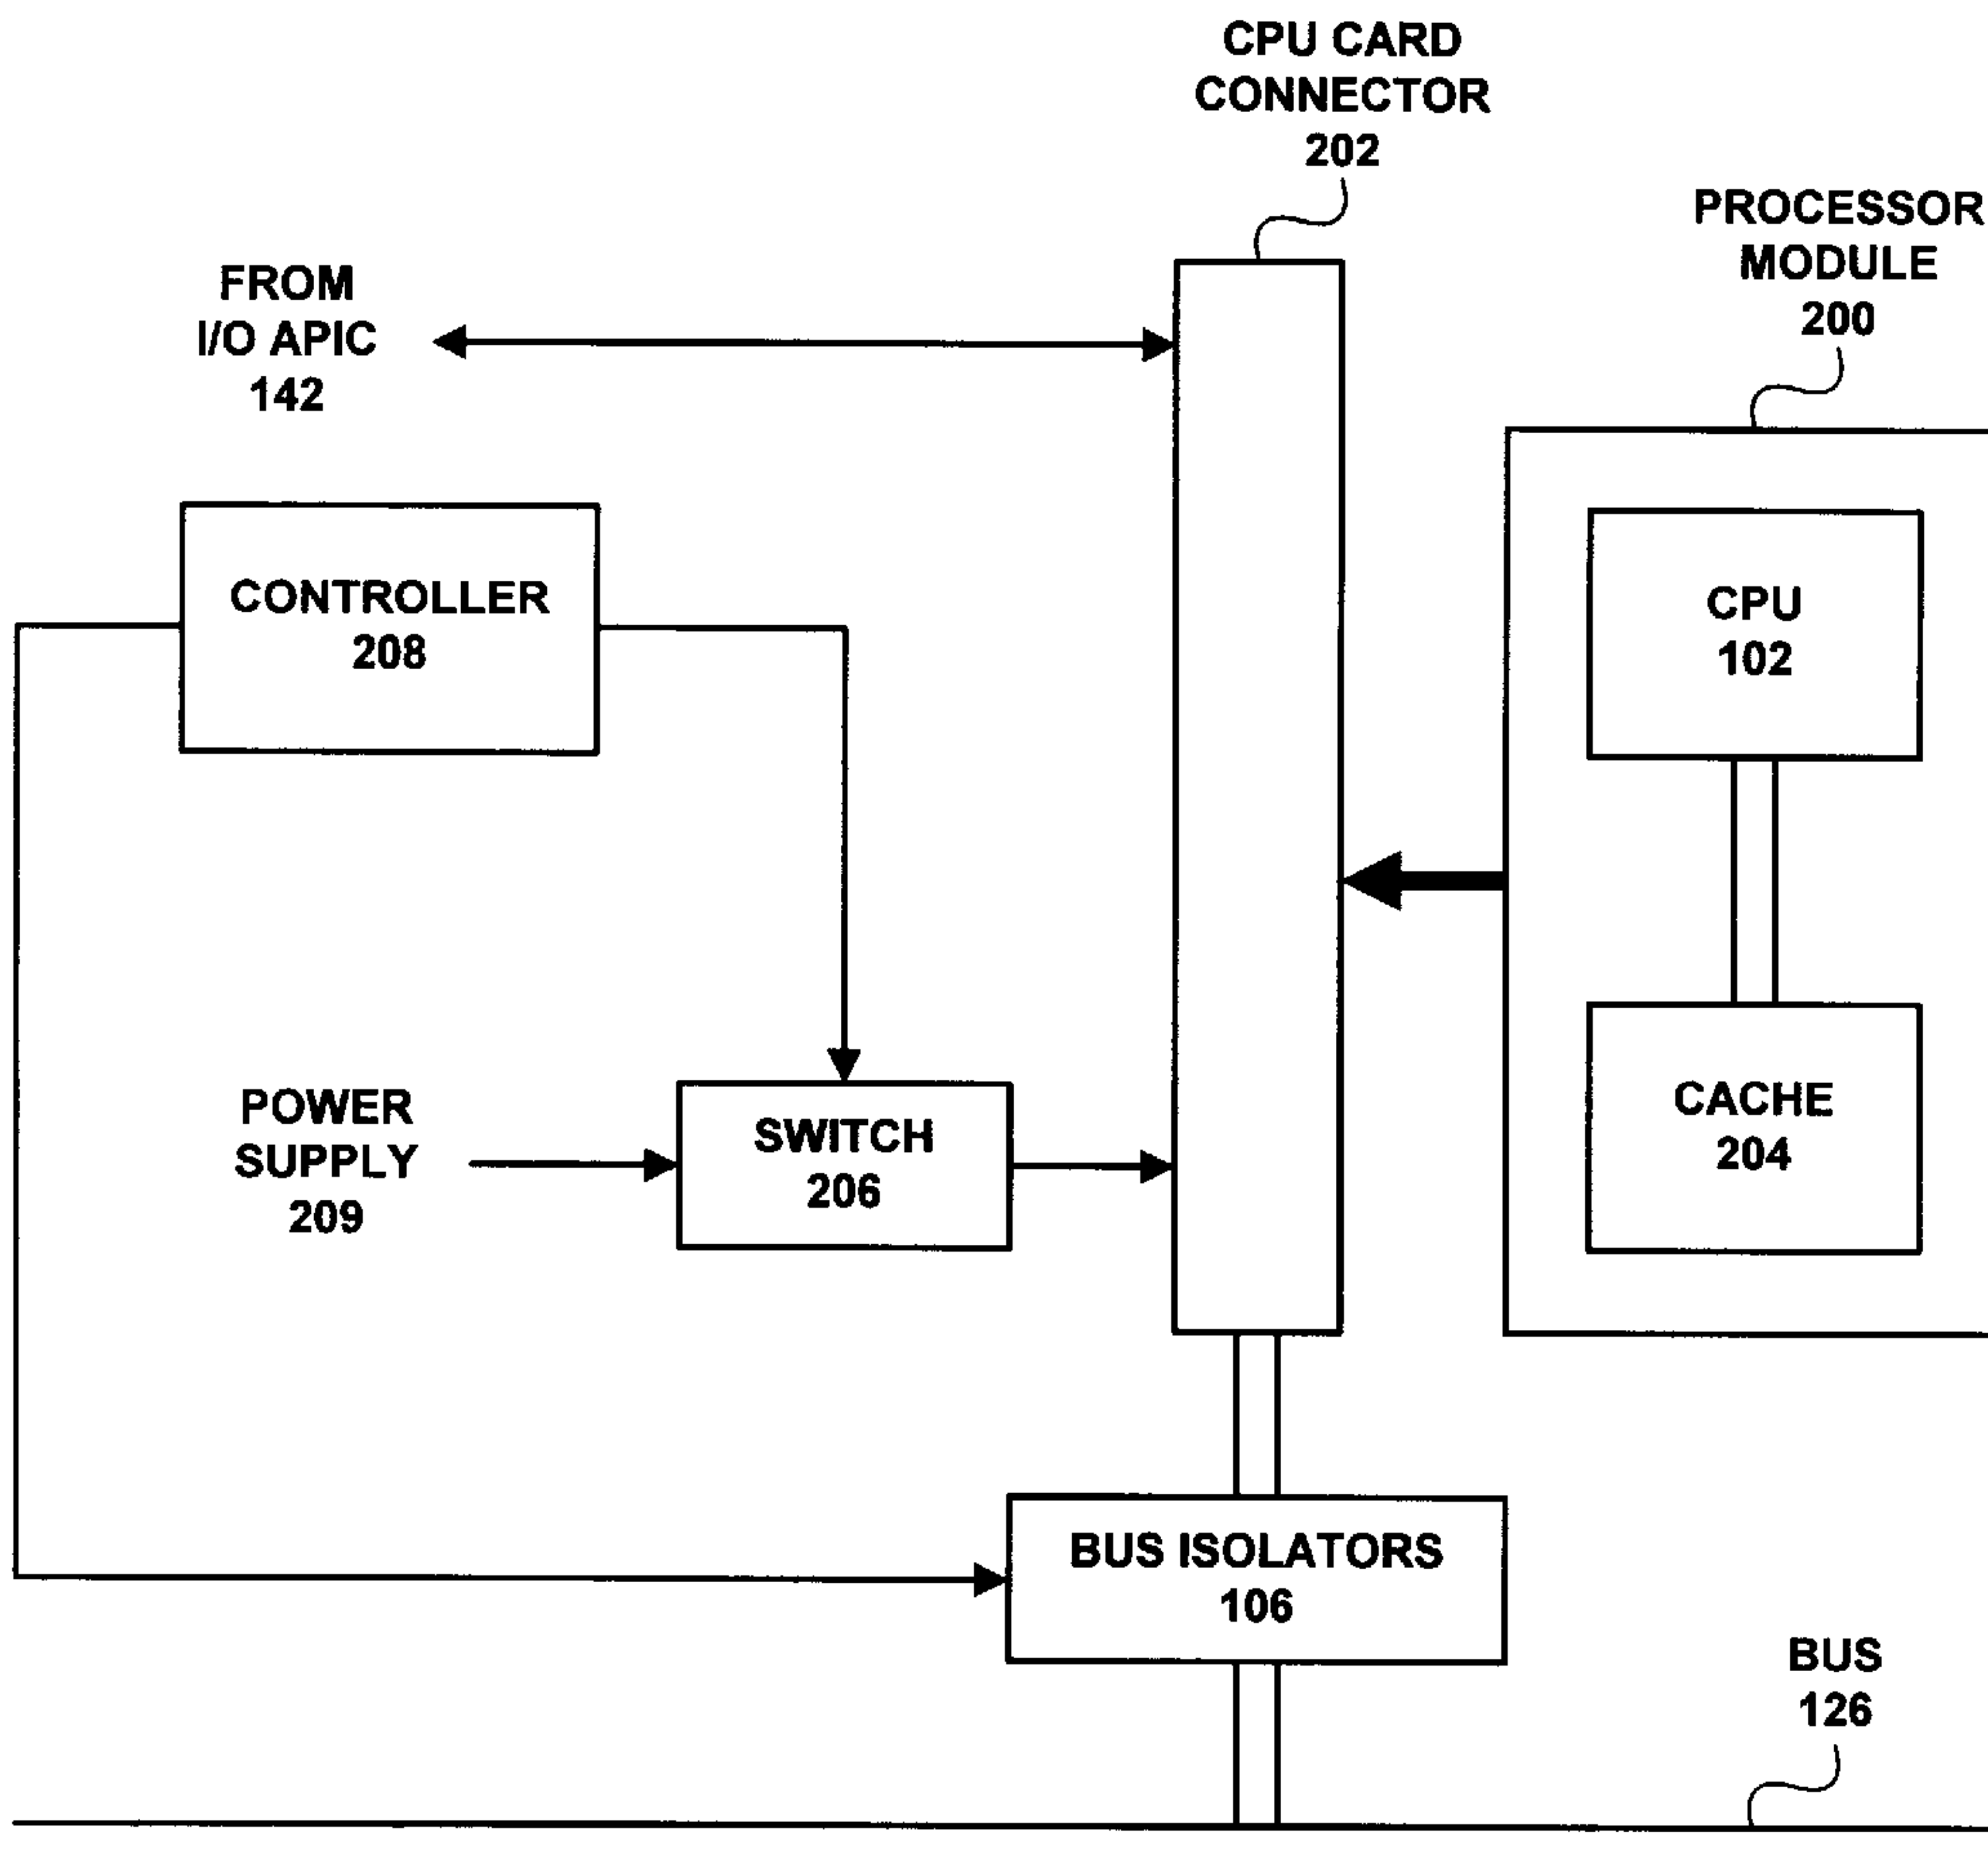 CPU CARD
CONNECTOR
202
PROCESSOR
MODULE
200
FROM
I/O APIC
142
CONTROLLER
208
CPU
102
POWER
SUPPLY
209
SWITCH
206
CACHE
204
BUS ISOLATORS
106
BUS
126